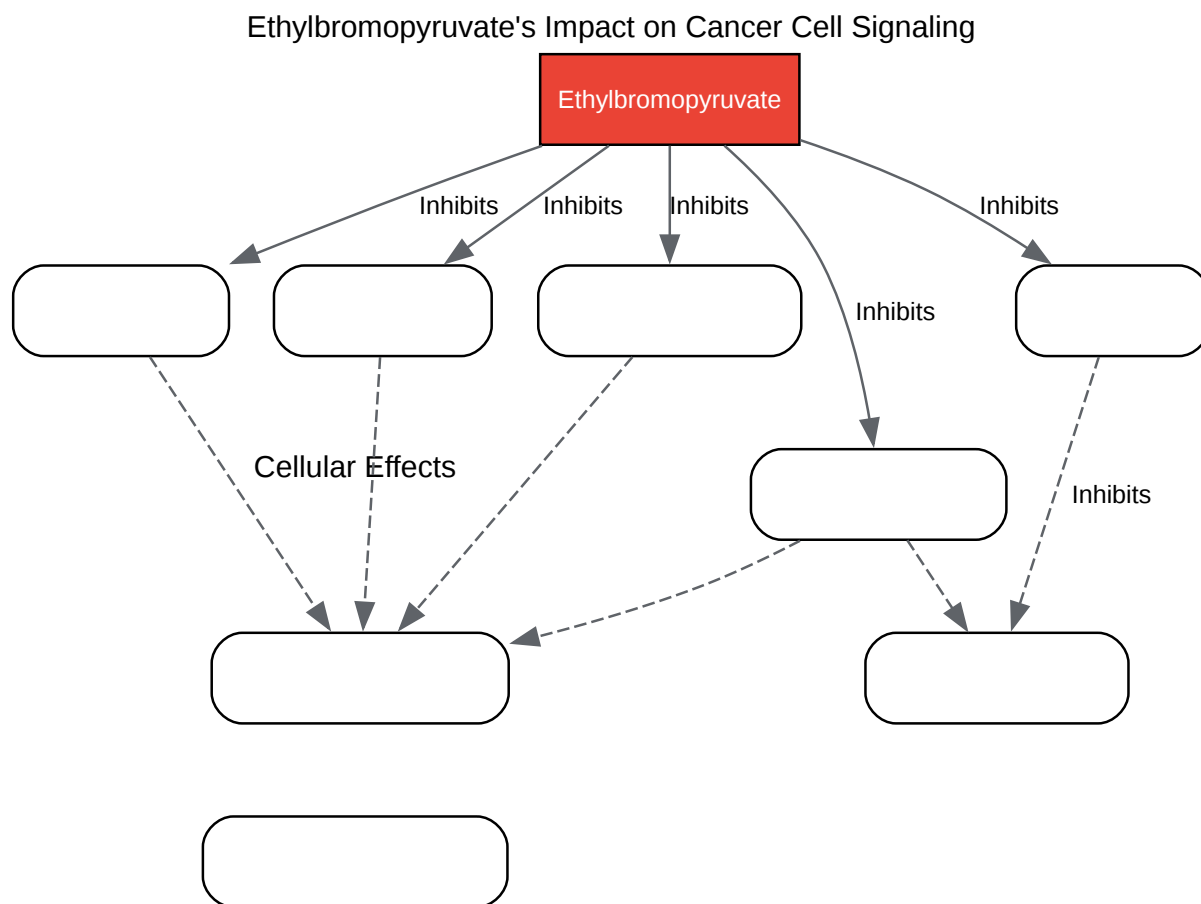 Ethylbromopyruvate's Impact on Cancer Cell Signaling
Ethylbromopyruvate
Inhibits
Inhibits
Inhibits
Inhibits
Inhibits
Cellular Effects
Inhibits